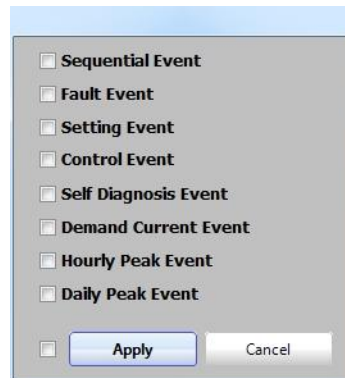 Sequential Event
Fault Event
Setting Event
Control Event
Self Diagnosis Event
Demand Current Event
Hourly Peak Event
Daily Peak Event
Apply Cancel